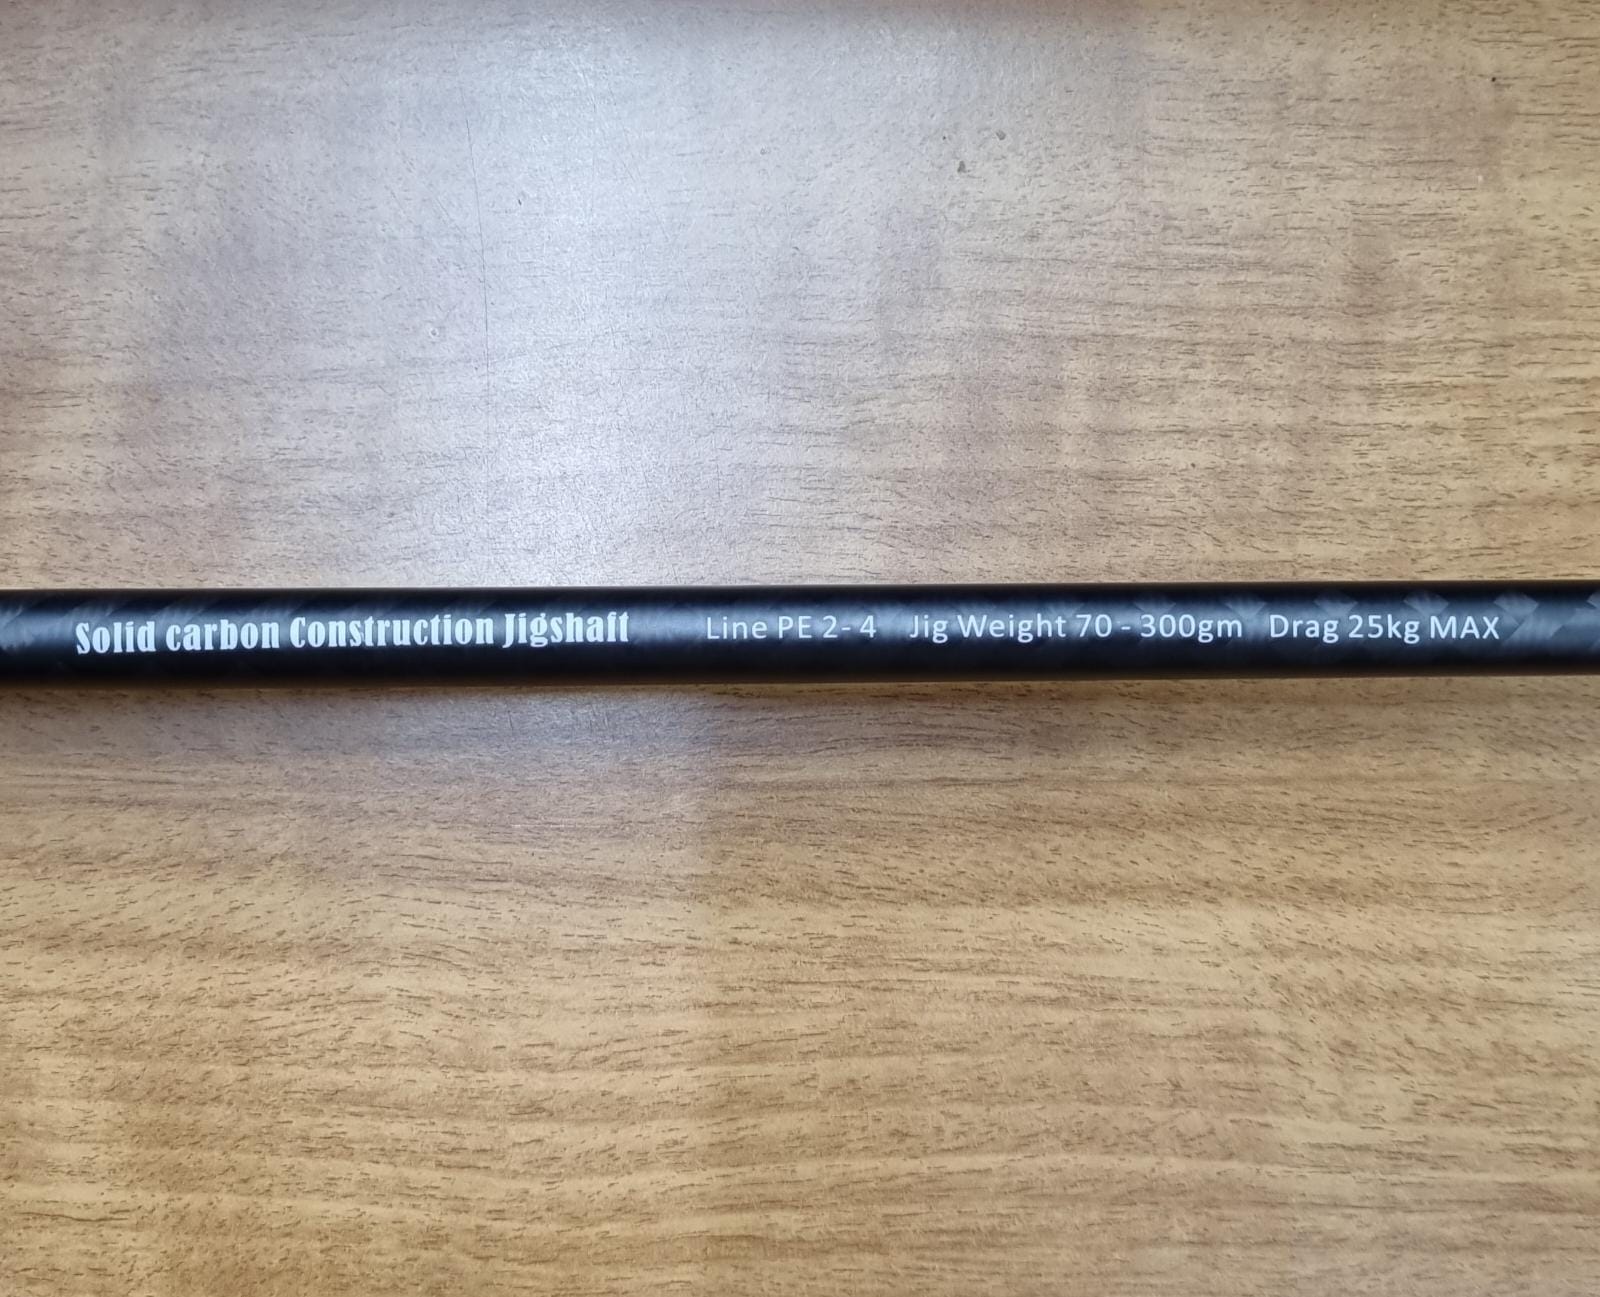 Solid carbon Construction Jigshaft Line PE 2-4 Jig Weight 70 - 300gm Drag 25kg MAX